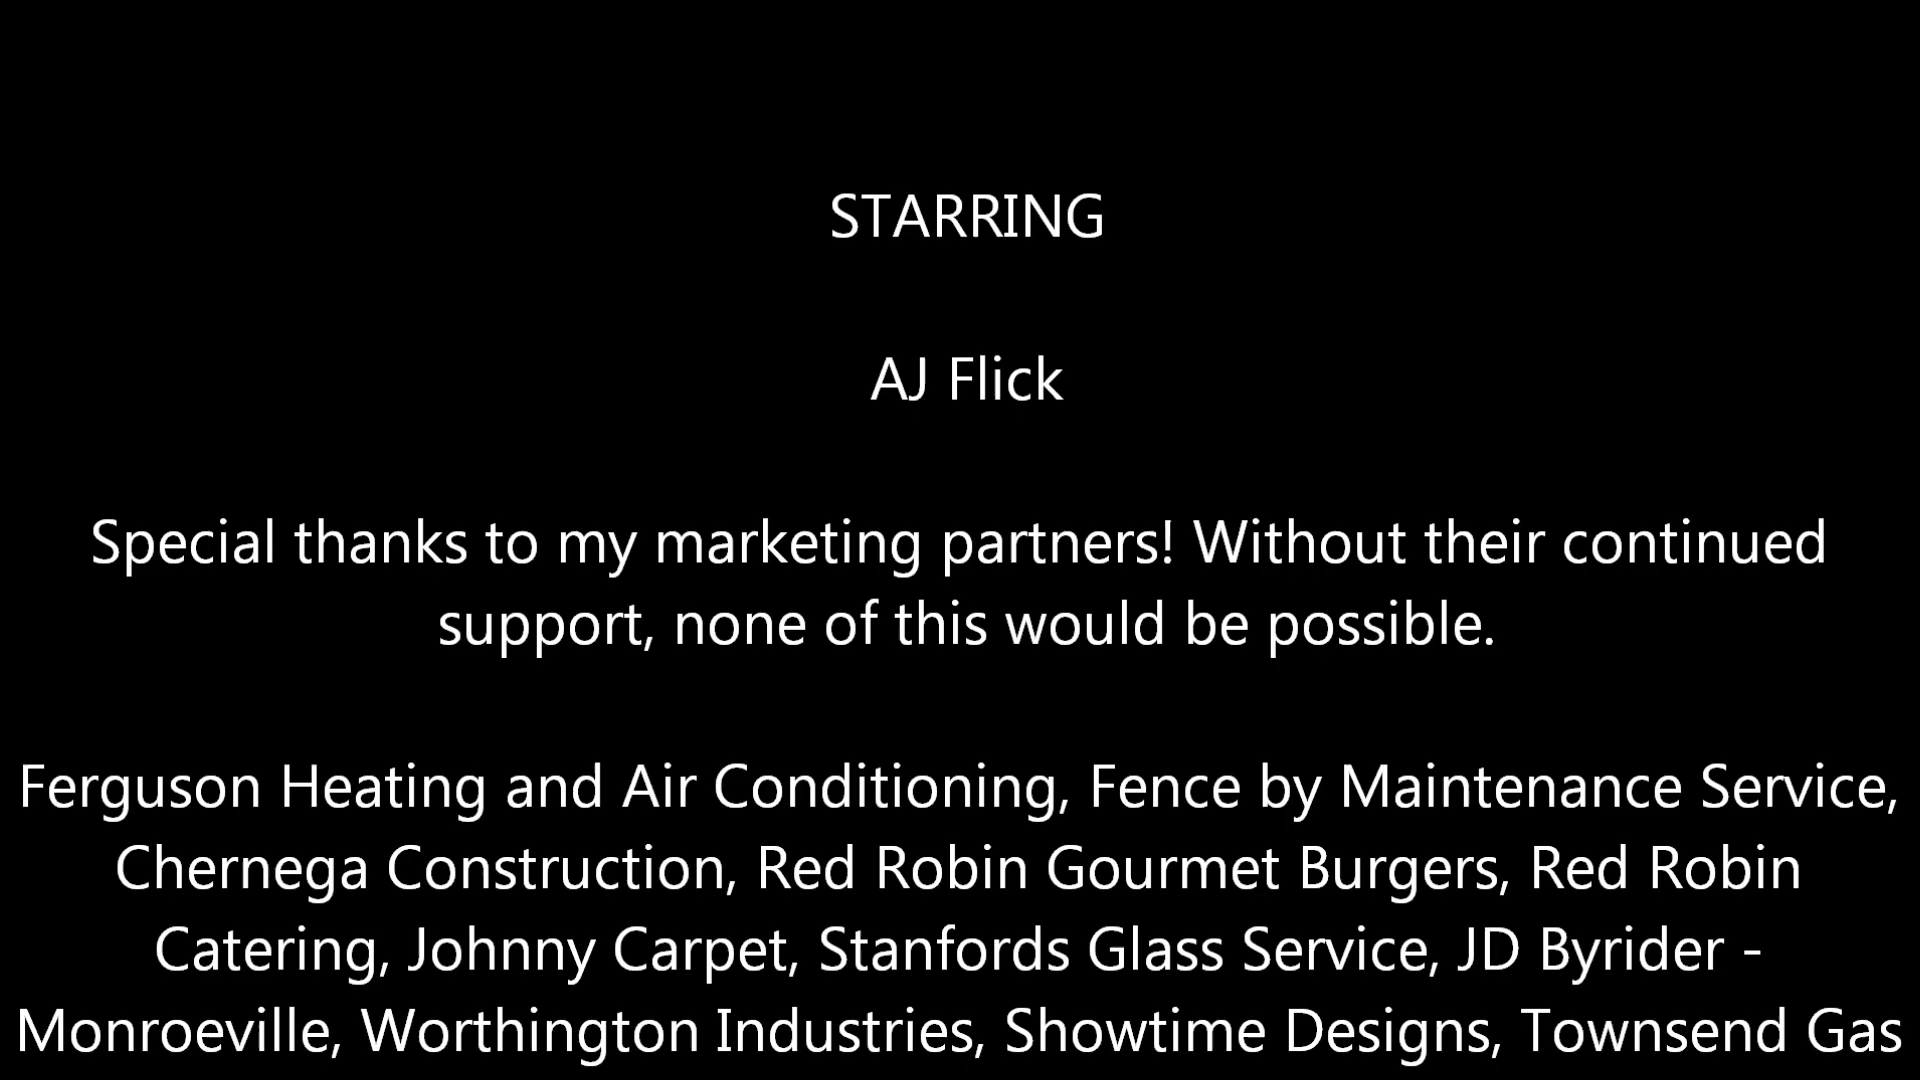 STARRING
AJ Flick
Special thanks to my marketing partners! Without their continued
support, none of this would be possible.
Ferguson Heating and Air Conditioning, Fence by Maintenance Service,
Chernega Construction, Red Robin Gourmet Burgers, Red Robin
Catering, Johnny Carpet, Stanfords Glass Service, JD Byrider -
Monroeville, Worthington Industries, Showtime Designs, Townsend Gas